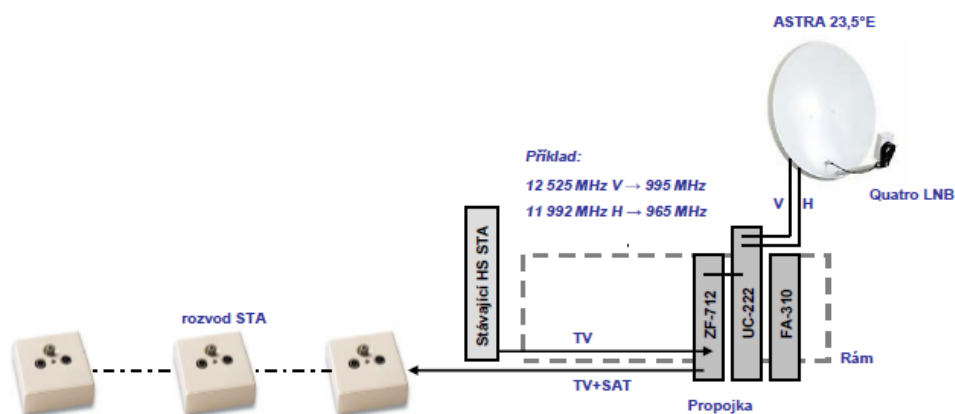 ASTRA 23,5°E
Příklad:
12 525 MHz V → 995 MHz
11 992 MHz H → 965 MHz
Quatro LNB
V
H
Stávající HS STA
ZF-712
UC-222
FA-310
rozvod STA
TV
Rám
TV+SAT
Propojka